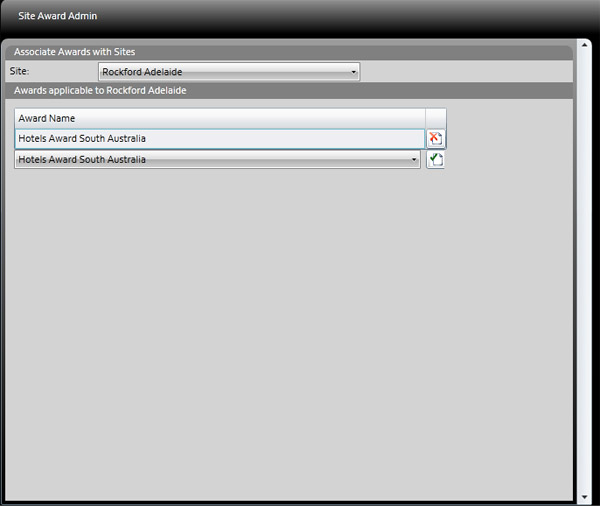 Site Award Admin
Associate Awards with Sites
Site: Rockford Adelaide
Awards applicable to Rockford Adelaide
Award Name
Hotels Award South Australia
Hotels Award South Australia